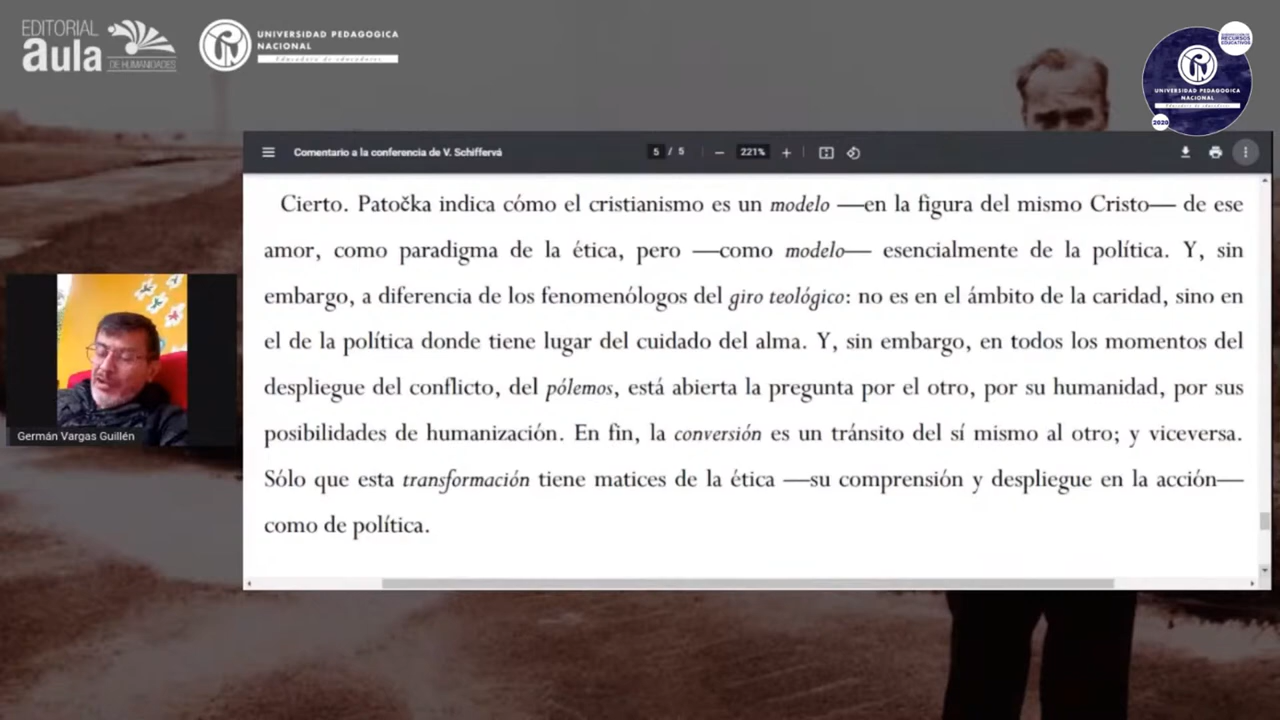 EDITORIAL
aula
DE HUMANIDADES
UNIVERSIDAD PEDAGOGICA
NACIONAL
Educadora de educadores
RECURSOS
EDUCATIVOS
UNIVERSIDAD PEDAGOGICA
NACIONAL
2020
Comentario a la conferencia de V. Schiffervá
5 / 5
221%
Cierto. Patočka indica cómo el cristianismo es un modelo —en la figura del mismo Cristo— de ese
amor, como paradigma de la ética, pero —como modelo— esencialmente de la política. Y, sin
embargo, a diferencia de los fenomenólogos del giro teológico: no es en el ámbito de la caridad, sino en
el de la política donde tiene lugar del cuidado del alma. Y, sin embargo, en todos los momentos del
despliegue del conflicto, del pólemos, está abierta la pregunta por el otro, por su humanidad, por sus
posibilidades de humanización. En fin, la conversión es un tránsito del sí mismo al otro; y viceversa.
Sólo que esta transformación tiene matices de la ética —su comprensión y despliegue en la acción—
como de política.
Germán Vargas Guillén